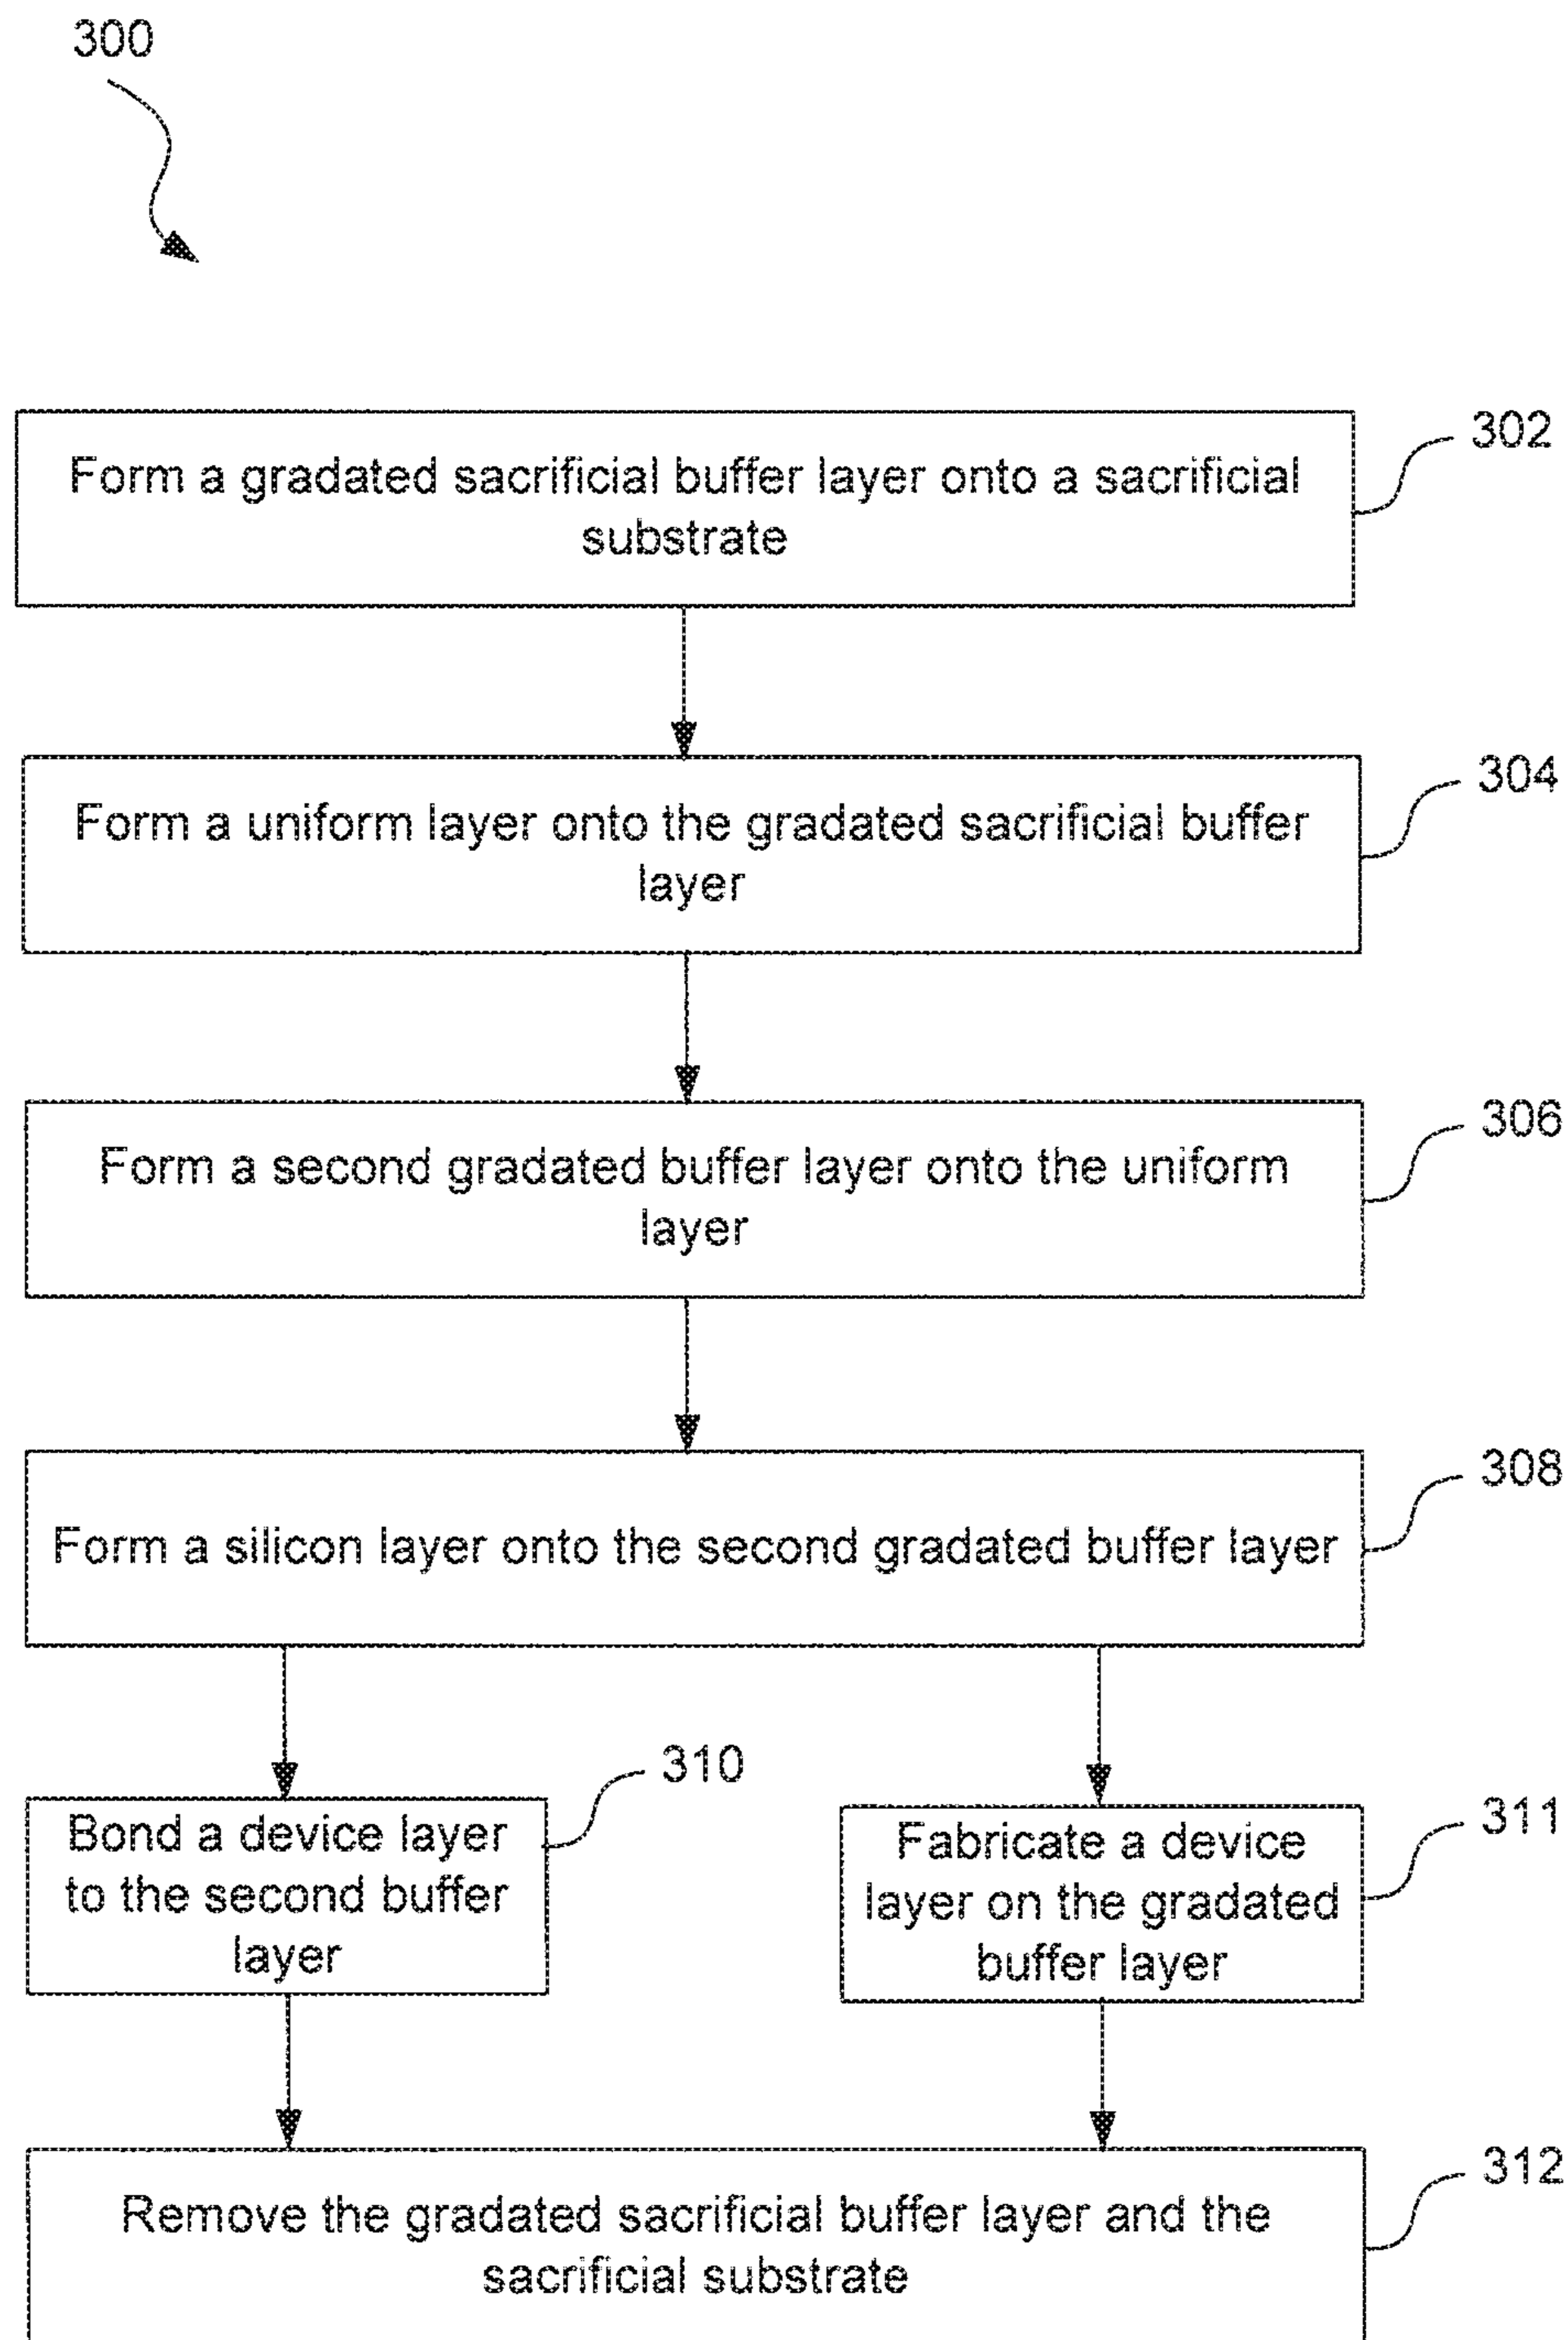 300
302
Form a gradated sacrificial buffer layer onto a sacrificial
substrate
304
Form a uniform layer onto the gradated sacrificial buffer
layer
306
Form a second gradated buffer layer onto the uniform
layer
308
Form a silicon layer onto the second gradated buffer layer
310
Bond a device layer
to the second buffer
layer
311
Fabricate a device
layer on the gradated
buffer layer
312
Remove the gradated sacrificial buffer layer and the
sacrificial substrate